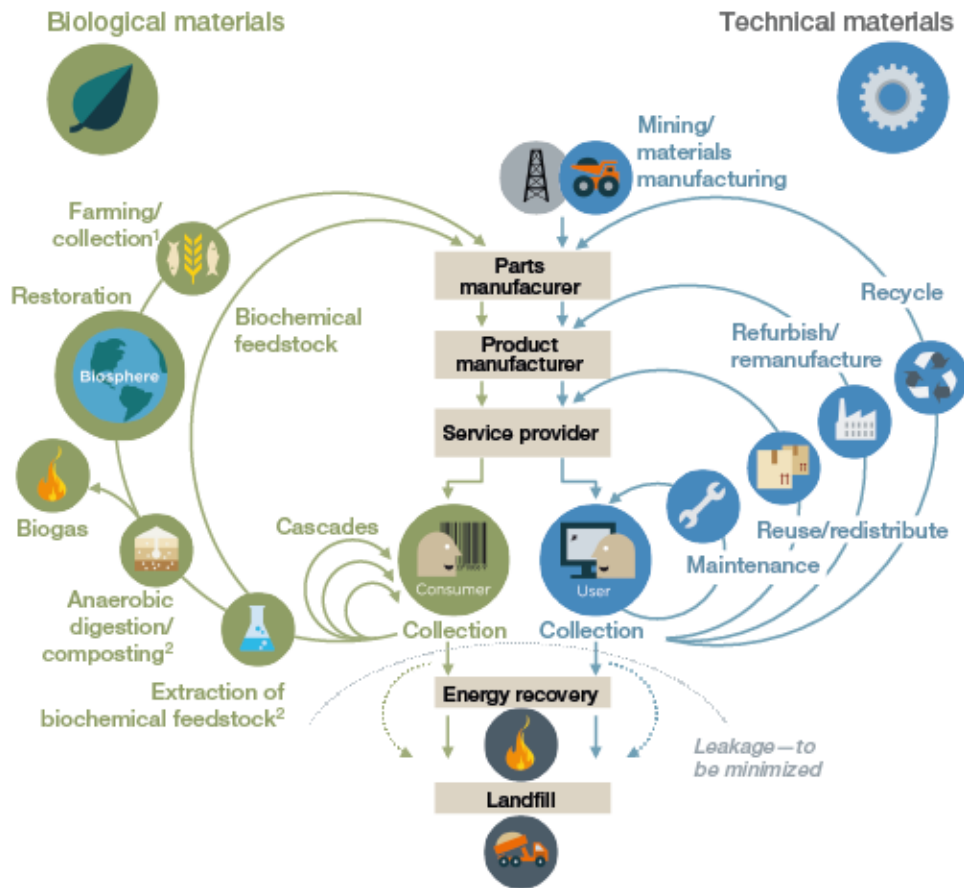 Biological materials
Technical materials
Mining/
materials
manufacturing
Farming/
collection¹
Restoration
Biosphere
Biochemical
feedstock
Parts
manufacurer
Product
manufacturer
Service provider
Recycle
Refurbish/
remanufacture
Biogas
Cascades
Consumer
User
Reuse/redistribute
Maintenance
Anaerobic
digestion/
composting²
Collection
Collection
Extraction of
biochemical feedstock²
Energy recovery
Leakage—to
be minimized
Landfill